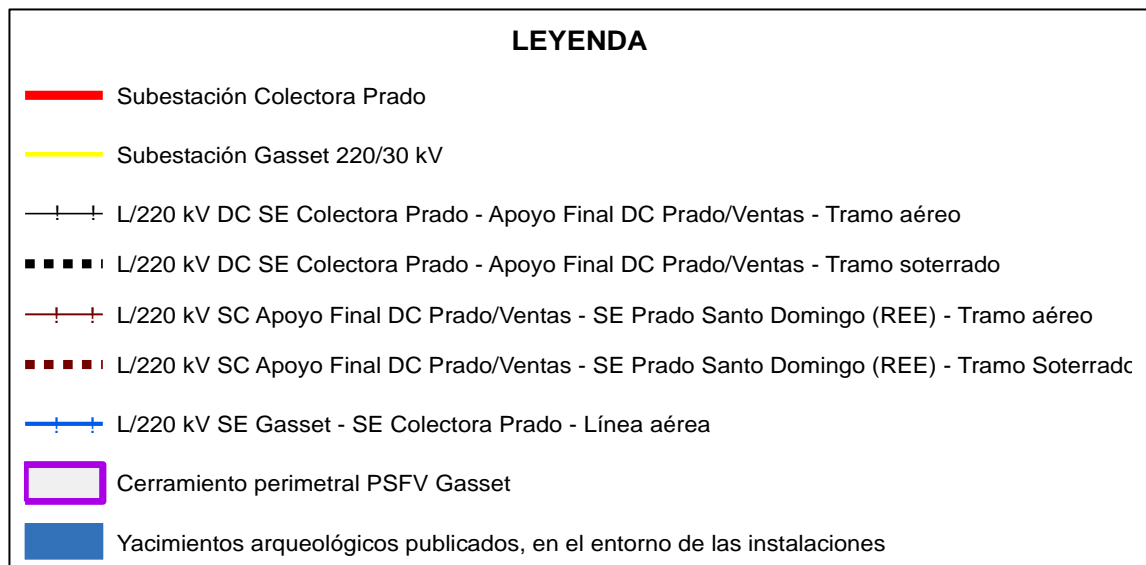 LEYENDA
Subestación Colectora Prado
Subestación Gasset 220/30 kV
L/220 kV DC SE Colectora Prado - Apoyo Final DC Prado/Ventas - Tramo aéreo
L/220 kV DC SE Colectora Prado - Apoyo Final DC Prado/Ventas - Tramo soterrado
L/220 kV SC Apoyo Final DC Prado/Ventas - SE Prado Santo Domingo (REE) - Tramo aéreo
L/220 kV SC Apoyo Final DC Prado/Ventas - SE Prado Santo Domingo (REE) - Tramo Soterrado
L/220 kV SE Gasset - SE Colectora Prado - Línea aérea
Cerramiento perimetral PSFV Gasset
Yacimientos arqueológicos publicados, en el entorno de las instalaciones